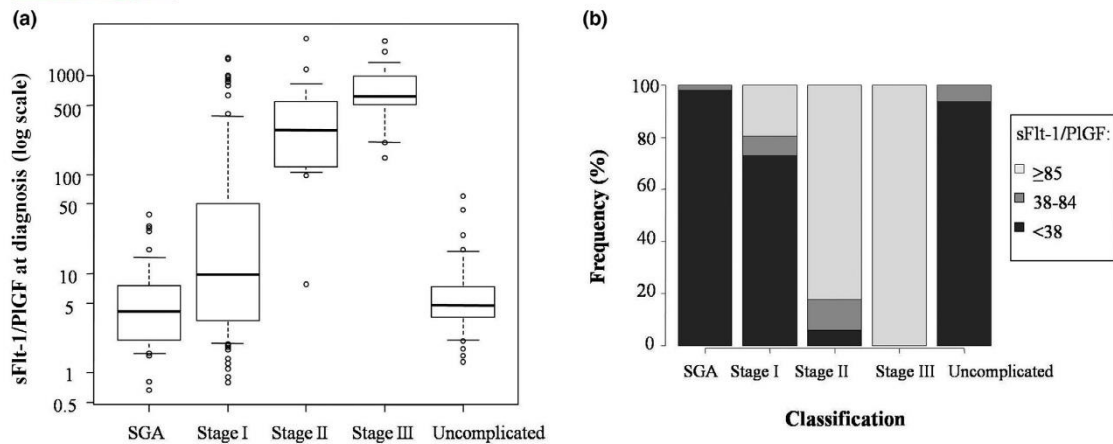 (a)
sFlt-1/PlGF at diagnosis (log scale)
1000
500
100
50
10
5
1
0.5
SGA Stage I Stage II Stage III Uncomplicated
(b)
Frequency (%)
100
80
60
40
20
0
SGA Stage I Stage II Stage III Uncomplicated
Classification
sFlt-1/PlGF:
≥85
38-84
<38